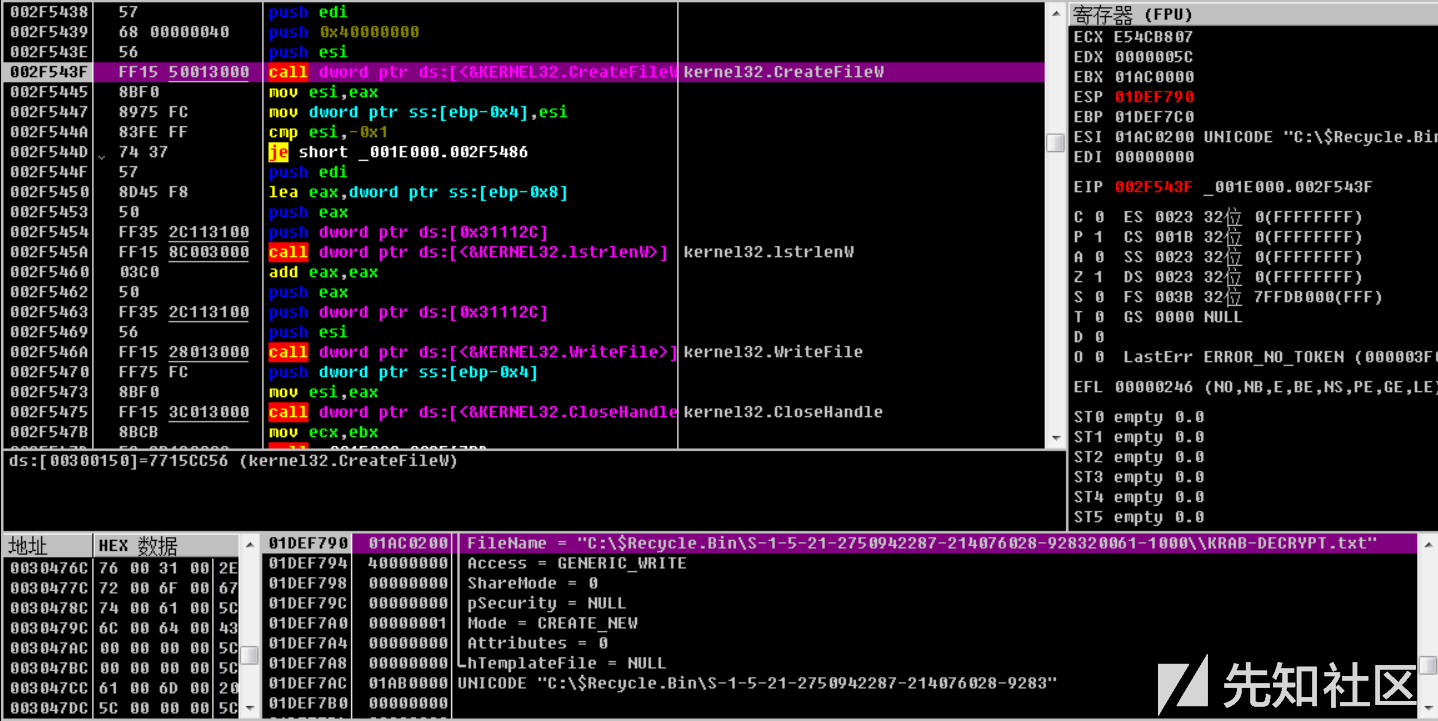 002F5438 57 push edi
002F5439 68 00000040 push 0x40000000
002F543E 56 push esi
002F543F FF15 50013000 call dword ptr ds:[<&KERNEL32.CreateFileW kernel32.CreateFileW
002F5445 8BF0 mov esi,eax
002F5447 8975 FC mov dword ptr ss:[ebp-0x4],esi
002F544A 83FE FF cmp esi,-0x1
002F544D 74 37 je short _001E000.002F5486
002F544F 57 push edi
002F5450 8D45 F8 lea eax,dword ptr ss:[ebp-0x8]
002F5453 50 push eax
002F5454 FF35 2C113100 push dword ptr ds:[0x31112C]
002F545A FF15 8C003000 call dword ptr ds:[<&KERNEL32.lstrlenW>] kernel32.lstrlenW
002F5460 03C0 add eax,eax
002F5462 50 push eax
002F5463 FF35 2C113100 push dword ptr ds:[0x31112C]
002F5469 56 push esi
002F546A FF15 28013000 call dword ptr ds:[<&KERNEL32.WriteFile>] kernel32.WriteFile
002F5470 FF75 FC push dword ptr ss:[ebp-0x4]
002F5473 8BF0 mov esi,eax
002F5475 FF15 3C013000 call dword ptr ds:[<&KERNEL32.CloseHandle kernel32.CloseHandle
002F547B 8BCB mov ecx,ebx
ds:[00300150]=7715CC56 (kernel32.CreateFileW)
寄存器 (FPU)
ECX E54CB807
EDX 0000005C
EBX 01AC0000
ESP 01DEF790
EBP 01DEF7C0
ESI 01AC0200 UNICODE "C:\$Recycle.Bin
EDI 00000000
EIP 002F543F _001E000.002F543F
C 0 ES 0023 32位 0(FFFFFFFF)
P 1 CS 001B 32位 0(FFFFFFFF)
A 0 SS 0023 32位 0(FFFFFFFF)
Z 1 DS 0023 32位 0(FFFFFFFF)
S 0 FS 003B 32位 7FFDB000(FFF)
T 0 GS 0000 NULL
D 0
O 0 LastErr ERROR_NO_TOKEN (000003F0
EFL 00000246 (NO,NB,E,BE,NS,PE,GE,LE)
ST0 empty 0.0
ST1 empty 0.0
ST2 empty 0.0
ST3 empty 0.0
ST4 empty 0.0
ST5 empty 0.0
地址 HEX 数据
0030476C 76 00 31 00 2E
0030477C 72 00 6F 00 67
0030478C 74 00 61 00 5C
0030479C 6C 00 64 00 43
003047AC 00 00 00 00 5C
003047BC 00 00 00 00 5C
003047CC 61 00 6D 00 20
003047DC 5C 00 00 00 5C
01DEF790 01AC0200 FileName = "C:\$Recycle.Bin\S-1-5-21-2750942287-214076028-928320061-1000\\KRAB-DECRYPT.txt"
01DEF794 40000000 Access = GENERIC_WRITE
01DEF798 00000000 ShareMode = 0
01DEF79C 00000000 pSecurity = NULL
01DEF7A0 00000001 Mode = CREATE_NEW
01DEF7A4 00000000 Attributes = 0
01DEF7A8 00000000 hTemplateFile = NULL
01DEF7AC 01AB0000 UNICODE "C:\$Recycle.Bin\S-1-5-21-2750942287-214076028-9283"
01DEF7B0 00000000
先知社区